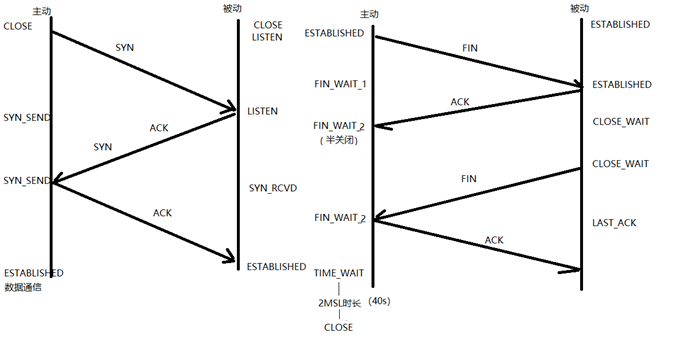 主动
被动
CLOSE
CLOSE
LISTEN
SYN
LISTEN
SYN_SEND
ACK
SYN
SYN_SEND
SYN_RCVD
ACK
ESTABLISHED
ESTABLISHED
数据通信
主动
被动
ESTABLISHED
ESTABLISHED
FIN
FIN_WAIT_1
ESTABLISHED
ACK
FIN_WAIT_2
(半关闭)
CLOSE_WAIT
CLOSE_WAIT
FIN
FIN_WAIT_2
LAST_ACK
ACK
TIME_WAIT
2MSL时长 (40s)
CLOSE